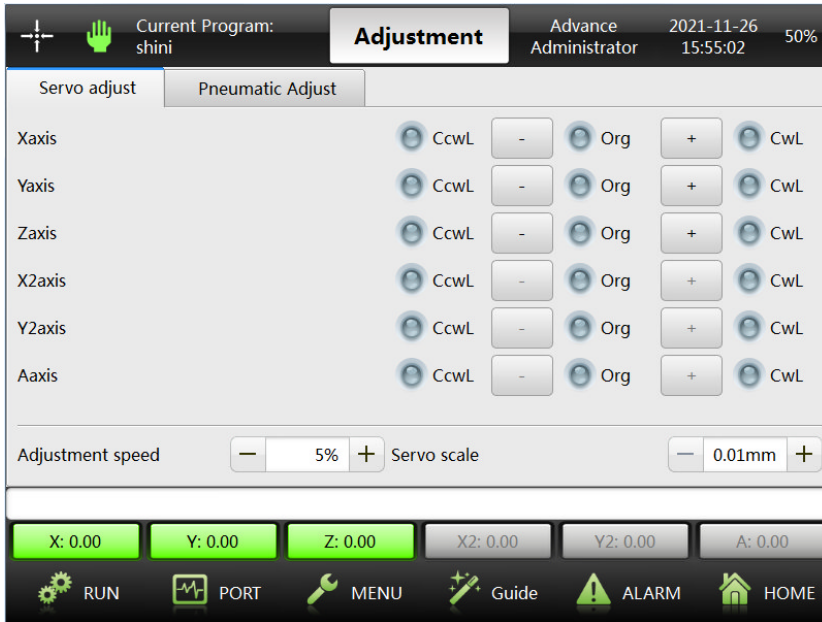 Current Program:
shini
Adjustment
Advance
Administrator
2021-11-26
15:55:02
50%
Servo adjust
Pneumatic Adjust
Xaxis CcwL - Org + CwL
Yaxis CcwL - Org + CwL
Zaxis CcwL - Org + CwL
X2axis CcwL - Org + CwL
Y2axis CcwL - Org + CwL
Aaxis CcwL - Org + CwL
Adjustment speed − 5% + Servo scale − 0.01mm +
X: 0.00 Y: 0.00 Z: 0.00 X2: 0.00 Y2: 0.00 A: 0.00
RUN PORT MENU Guide ALARM HOME